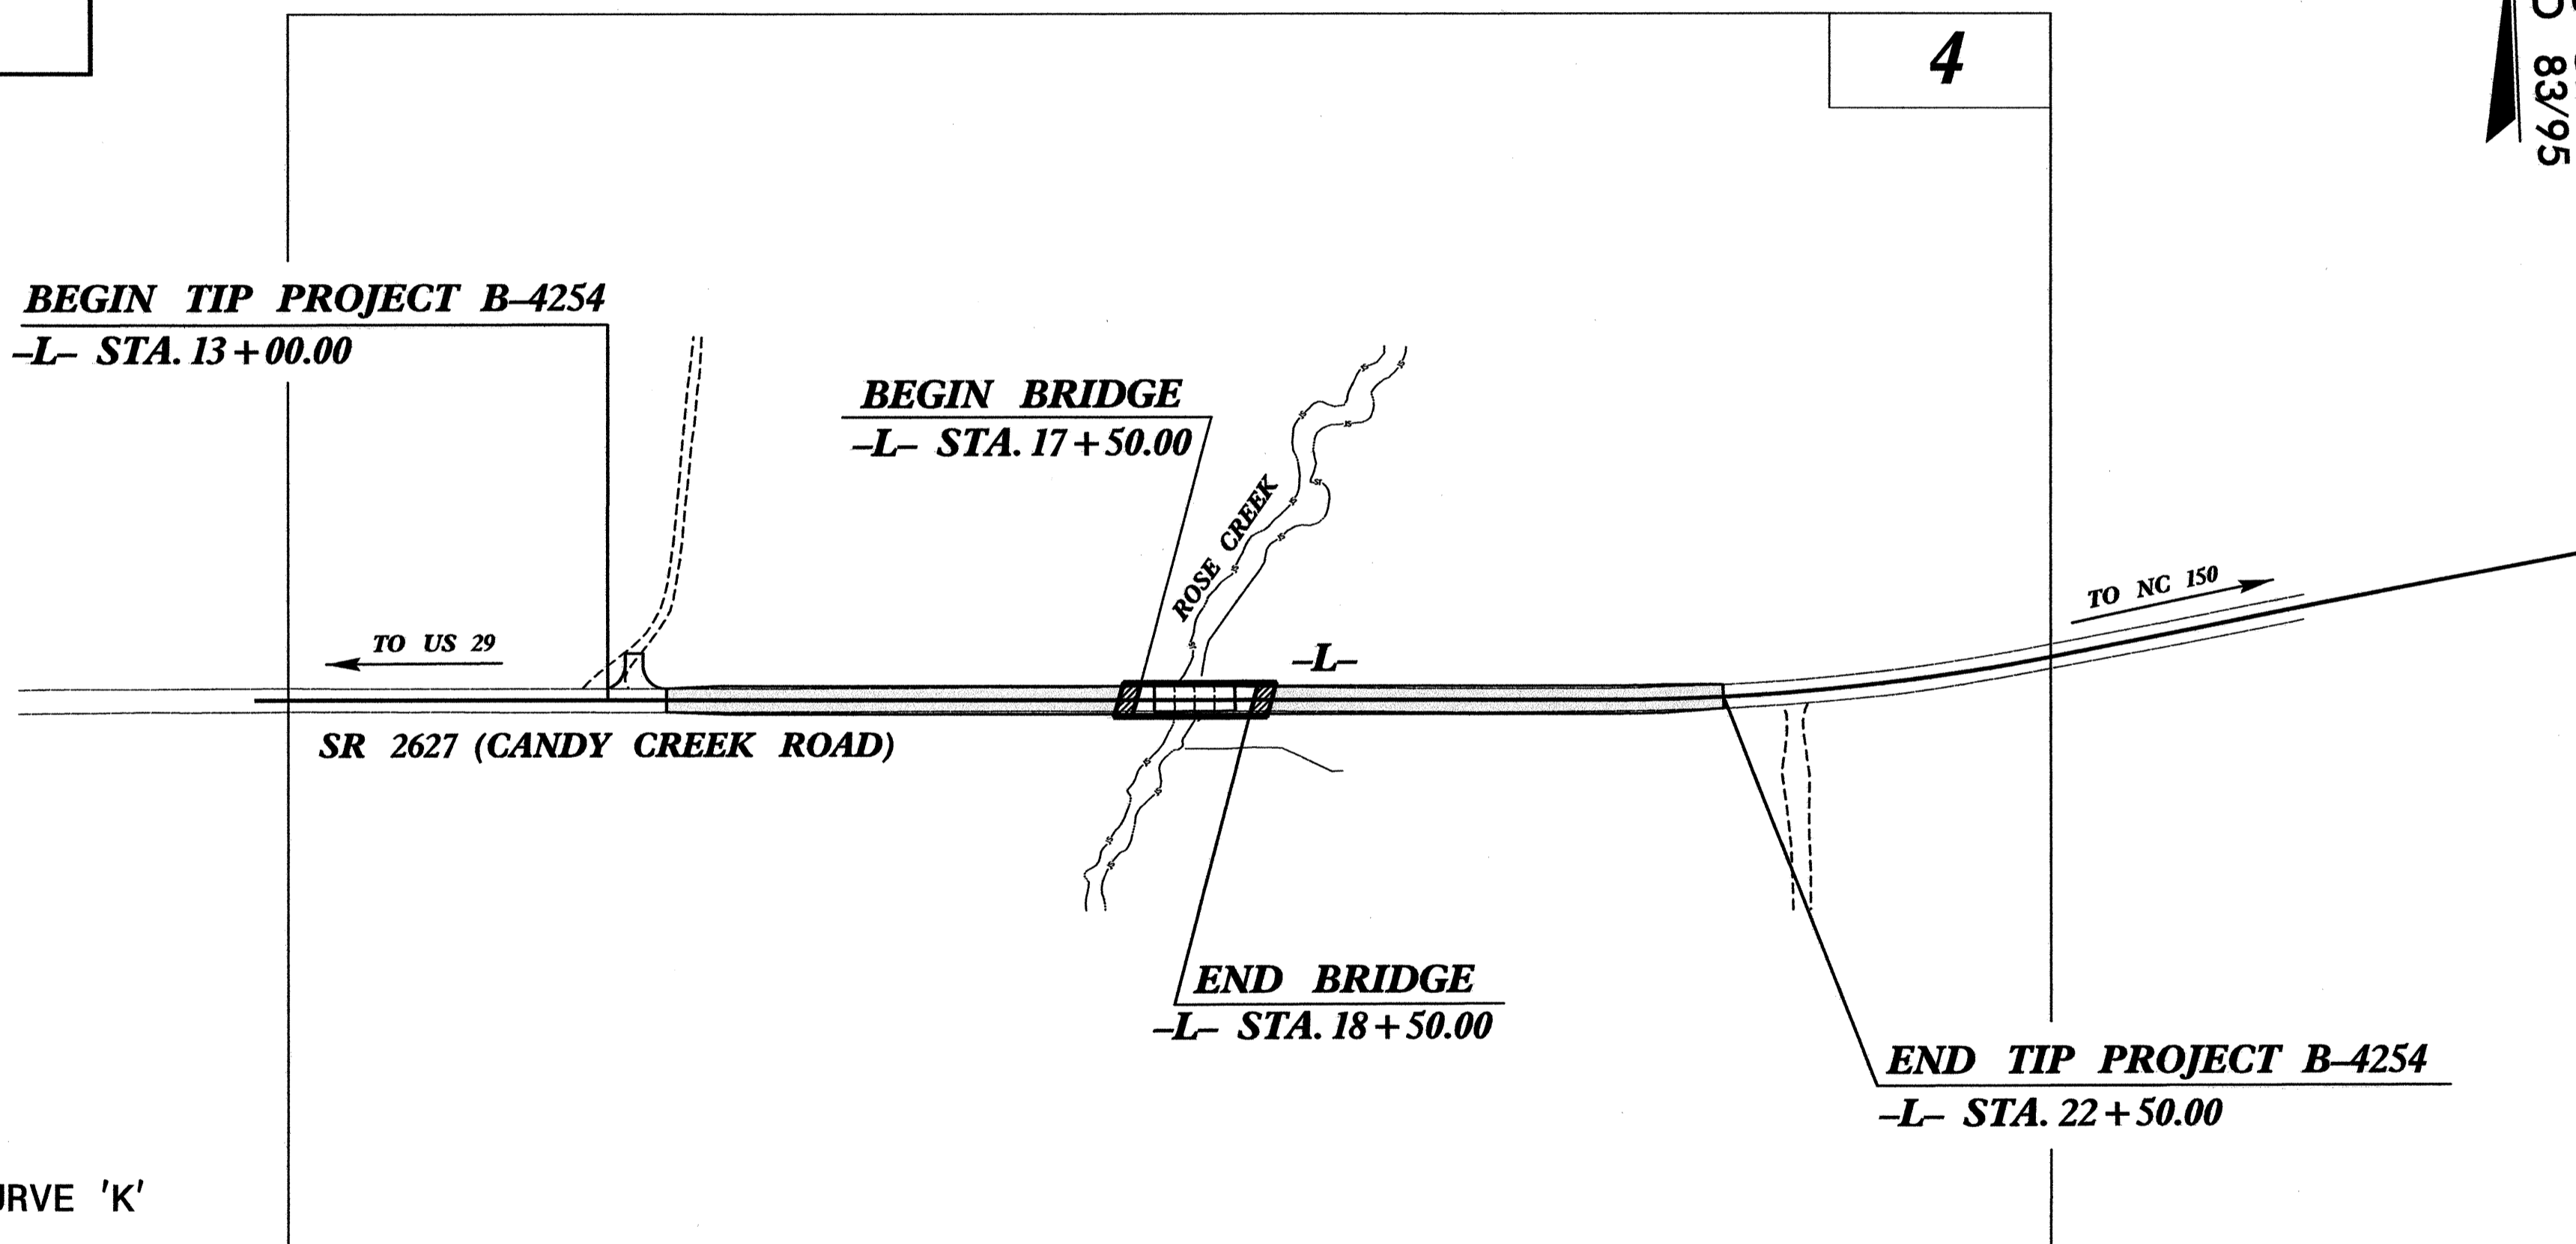 4
83/95
BEGIN TIP PROJECT B-4254
-L- STA. 13+00.00
BEGIN BRIDGE
-L- STA. 17+50.00
ROSE CREEK
TO NC 150
TO US 29
-L-
SR 2627 (CANDY CREEK ROAD)
END BRIDGE
-L- STA. 18+50.00
END TIP PROJECT B-4254
-L- STA. 22+50.00
'K'